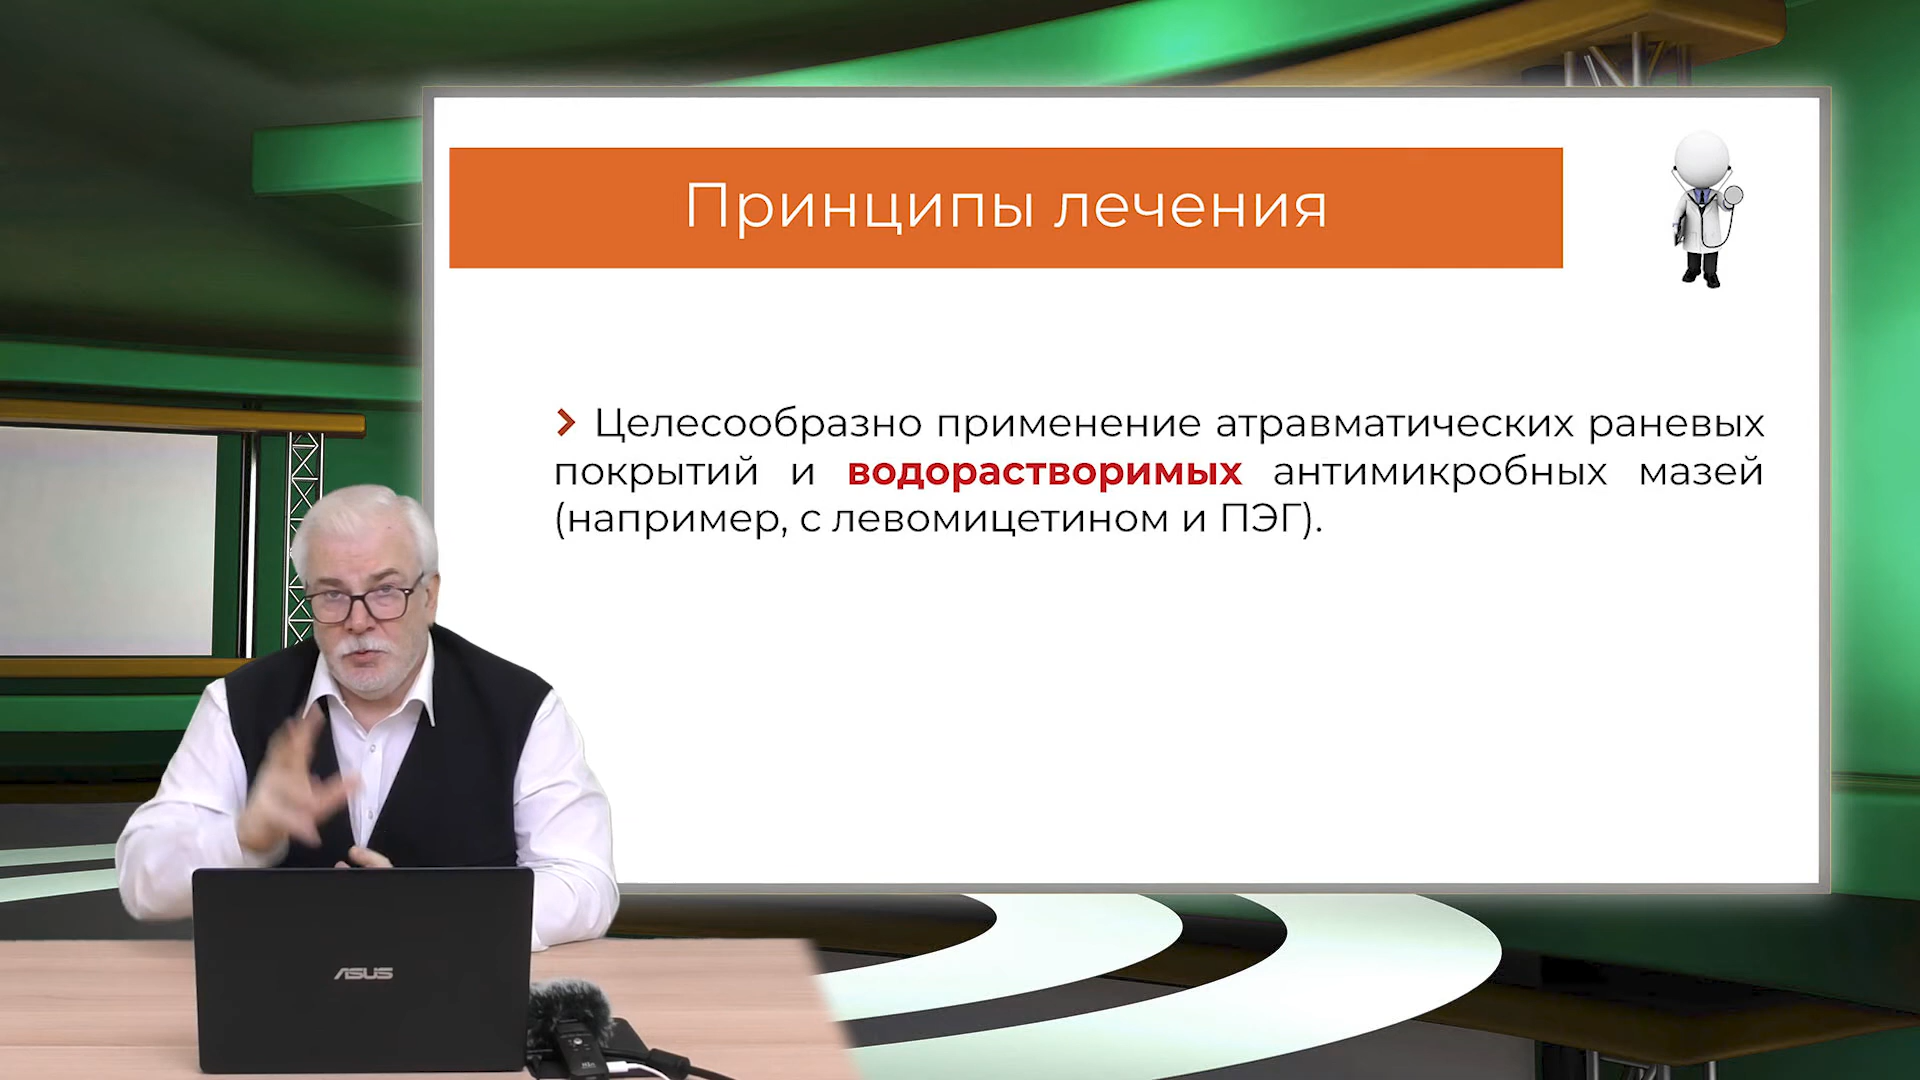 Принципы лечения
Целесообразно применение атравматических раневых
покрытий и водорастворимых антимикробных мазей
(например, с левомицетином и ПЭГ).
ASUS